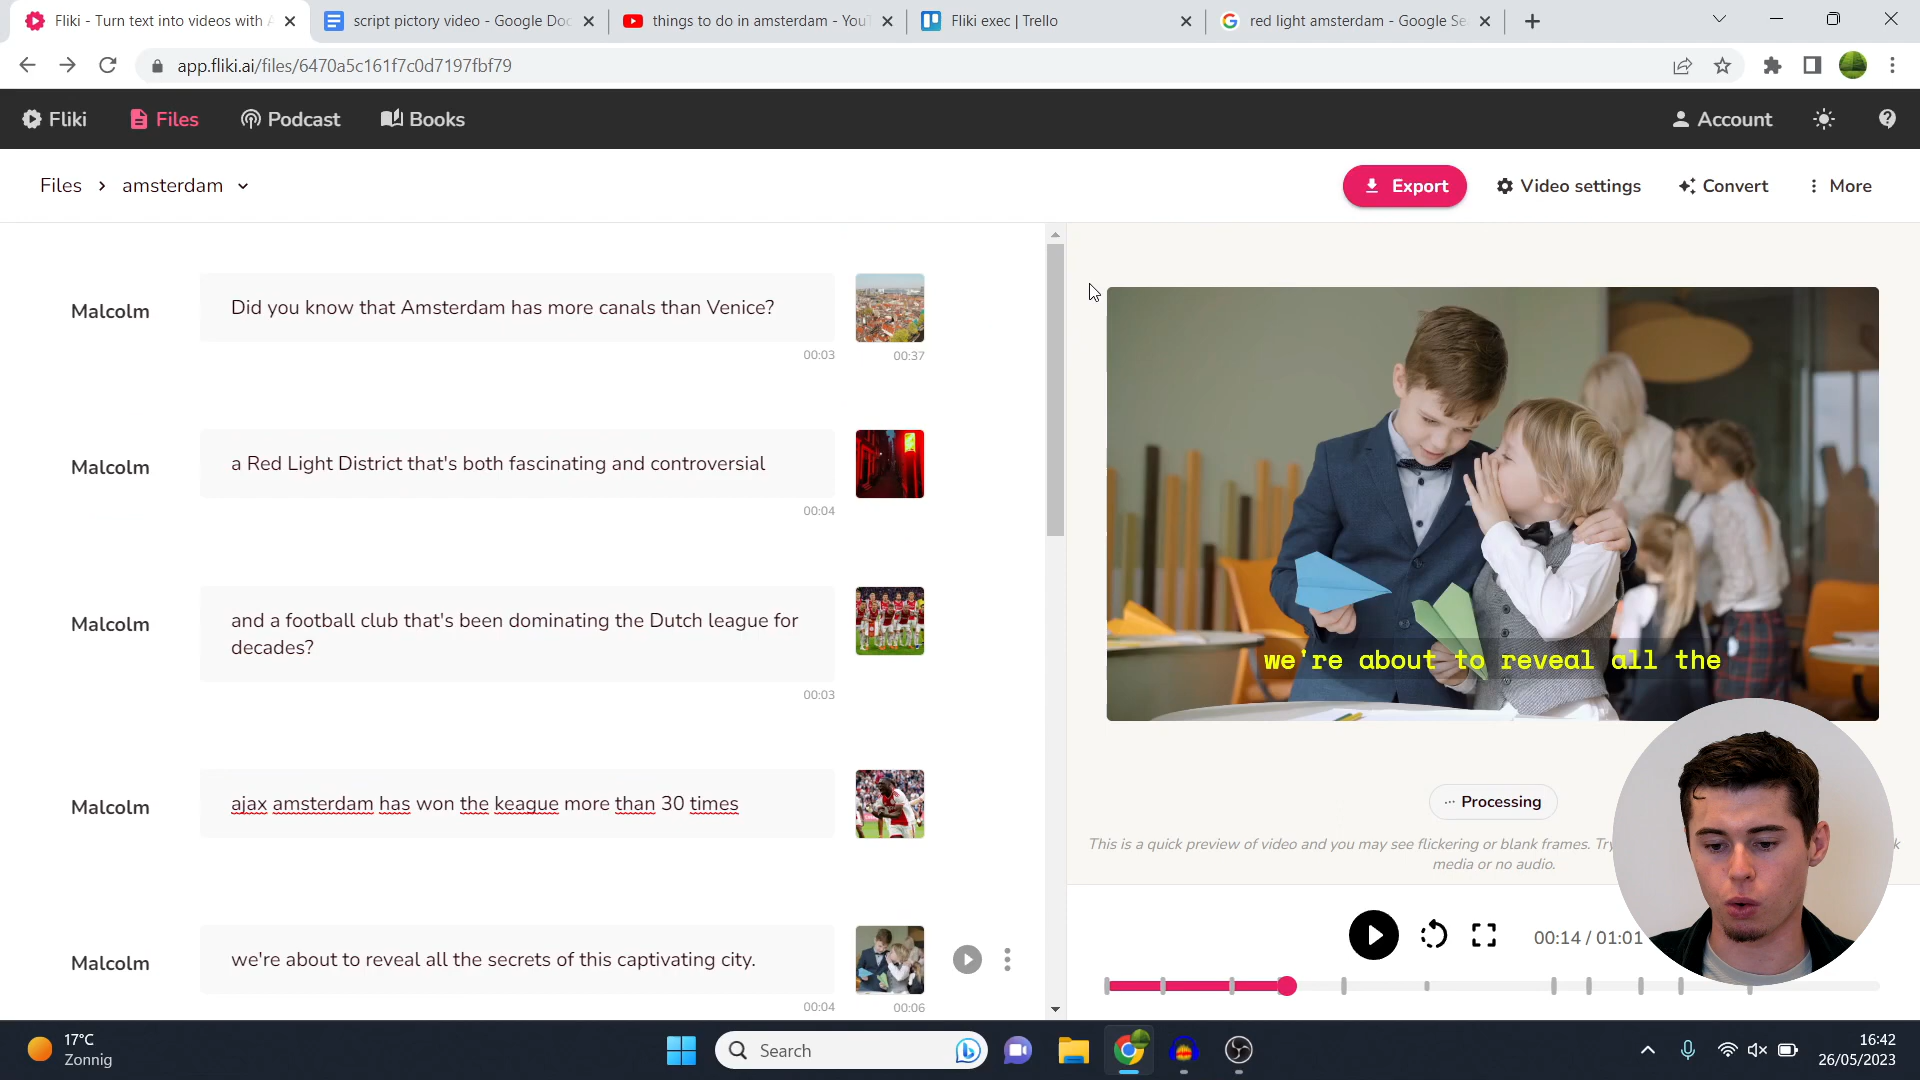 Fliki - Turn text into videos with A
script pictory video - Google Doc
things to do in amsterdam - YouT
Fliki exec | Trello
red light amsterdam - Google Se
app.fliki.ai/files/6470a5c161f7c0d7197fbf79
Fliki
Files
Podcast
Books
Account
Files > amsterdam
Export
Video settings
Convert
More
Malcolm
Did you know that Amsterdam has more canals than Venice?
00:03
00:37
Malcolm
a Red Light District that's both fascinating and controversial
00:04
Malcolm
and a football club that's been dominating the Dutch league for
decades?
00:03
Malcolm
ajax amsterdam has won the keague more than 30 times
Malcolm
we're about to reveal all the secrets of this captivating city.
00:04
00:06
we're about to reveal all the
··· Processing
This is a quick preview of video and you may see flickering or blank frames. Try
media or no audio.
00:14 / 01:01
17°C
Zonnig
Search
16:42
26/05/2023